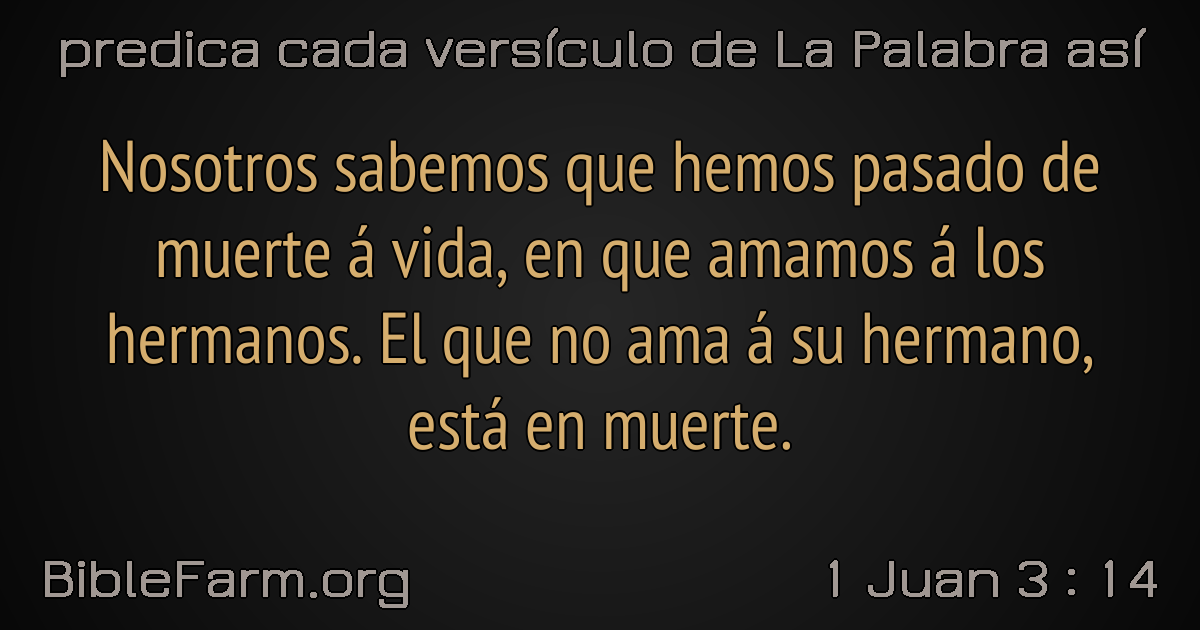 predica cada versículo de La Palabra así
Nosotros sabemos que hemos pasado de
muerte á vida, en que amamos á los
hermanos. El que no ama á su hermano,
está en muerte.
BibleFarm.org
1 Juan 3 : 14